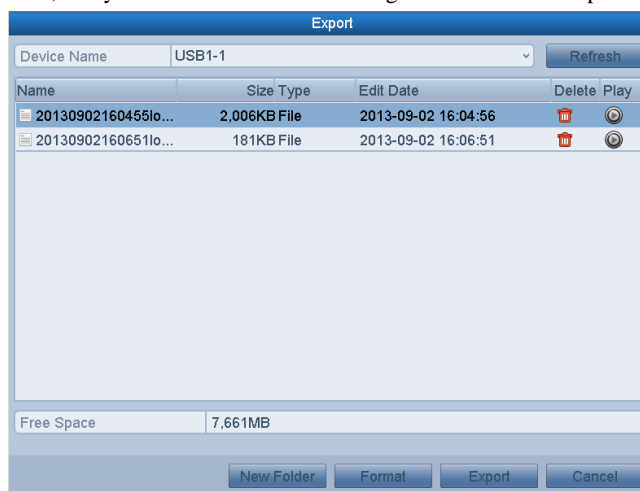 Export
Device Name USB1-1 Refresh
Name Size Type Edit Date Delete Play
20130902160455lo... 2,006KB File 2013-09-02 16:04:56
20130902160651lo... 181KB File 2013-09-02 16:06:51
Free Space 7,661MB
New Folder Format Export Cancel